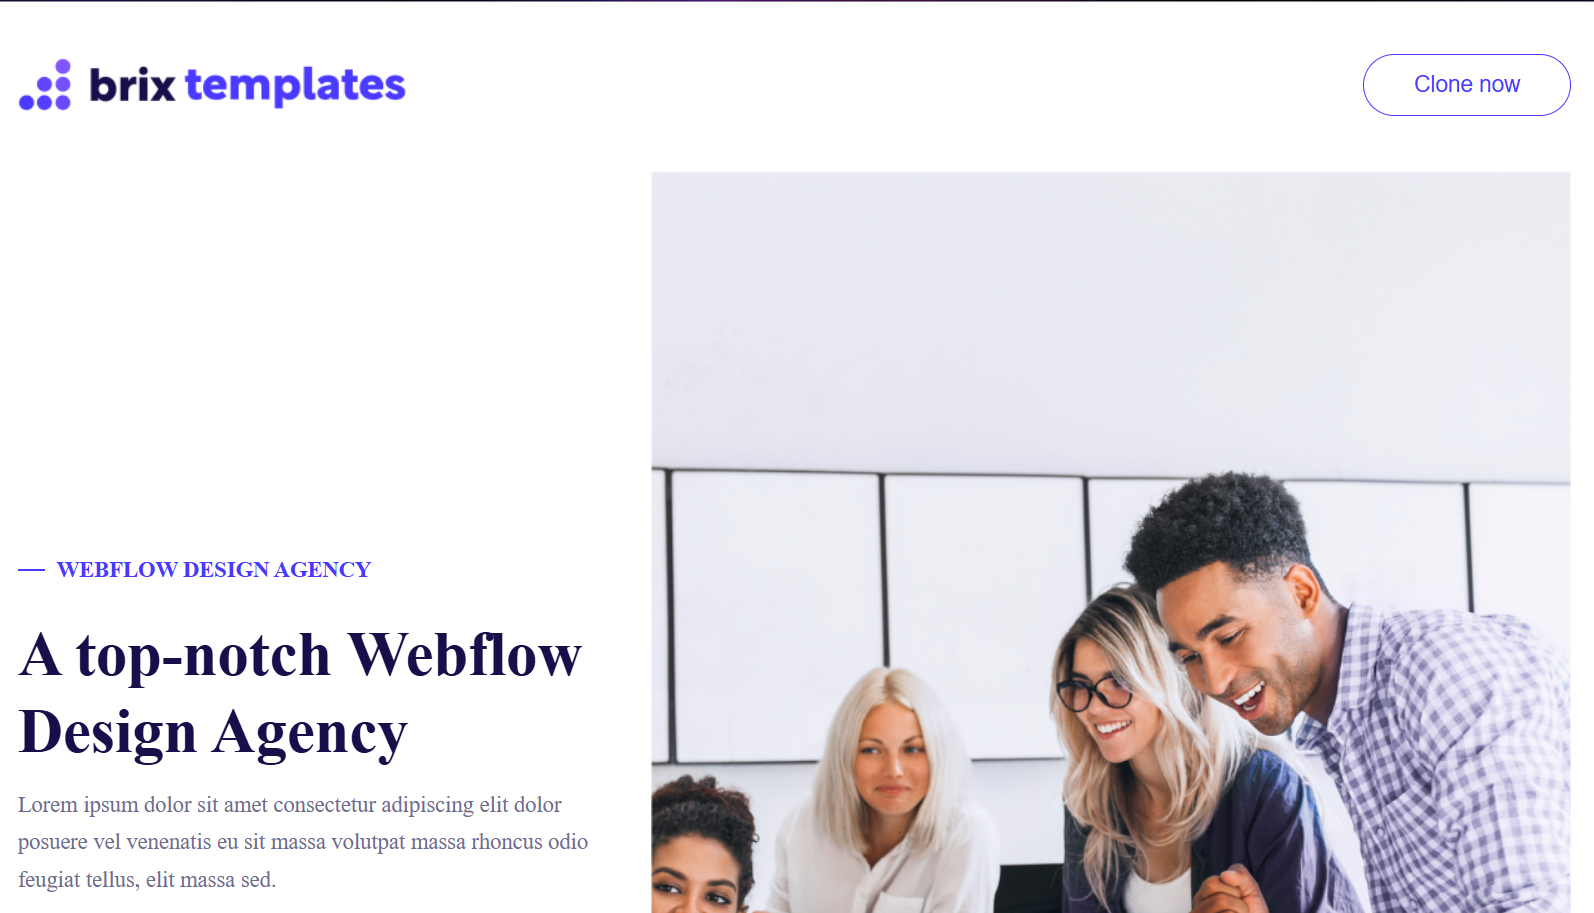 brix templates
Clone now
WEBFLOW DESIGN AGENCY
A top-notch Webflow
Design Agency
Lorem ipsum dolor sit amet consectetur adipiscing elit dolor
posuere vel venenatis eu sit massa volutpat massa rhoncus odio
feugiat tellus, elit massa sed.